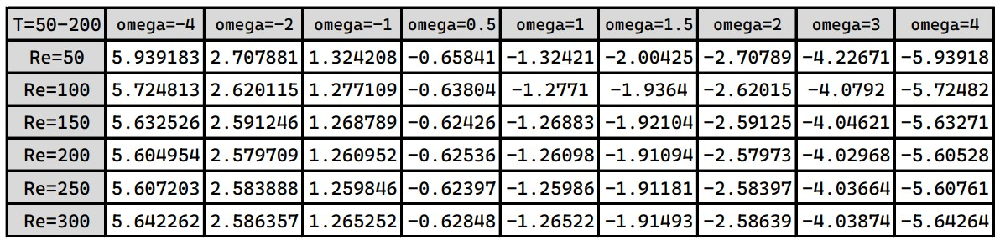 T=50-200 omega=-4 omega=-2 omega=-1 omega=0.5 omega=1 omega=1.5 omega=2 omega=3 omega=4
Re=50 5.939183 2.707881 1.324208 -0.65841 -1.32421 -2.00425 -2.70789 -4.22671 -5.93918
Re=100 5.724813 2.620115 1.277109 -0.63804 -1.2771 -1.9364 -2.62015 -4.0792 -5.72482
Re=150 5.632526 2.591246 1.268789 -0.62426 -1.26883 -1.92104 -2.59125 -4.04621 -5.63271
Re=200 5.604954 2.579709 1.260952 -0.62536 -1.26098 -1.91094 -2.57973 -4.02968 -5.60528
Re=250 5.607203 2.583888 1.259846 -0.62397 -1.25986 -1.91181 -2.58397 -4.03664 -5.60761
Re=300 5.642262 2.586357 1.265252 -0.62848 -1.26522 -1.91493 -2.58639 -4.03874 -5.64264